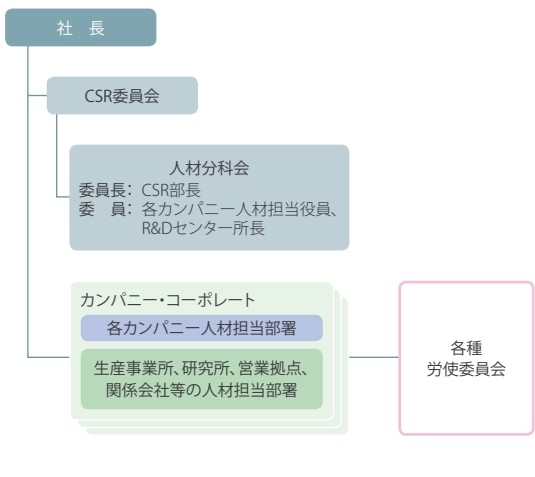 社　長
CSR委員会
人材分科会
委員長： CSR部長
委　員： 各カンパニー人材担当役員、
R&Dセンター所長
カンパニー・コーポレート
各カンパニー人材担当部署
生産事業所、研究所、営業拠点、
関係会社等の人材担当部署
各種
労使委員会